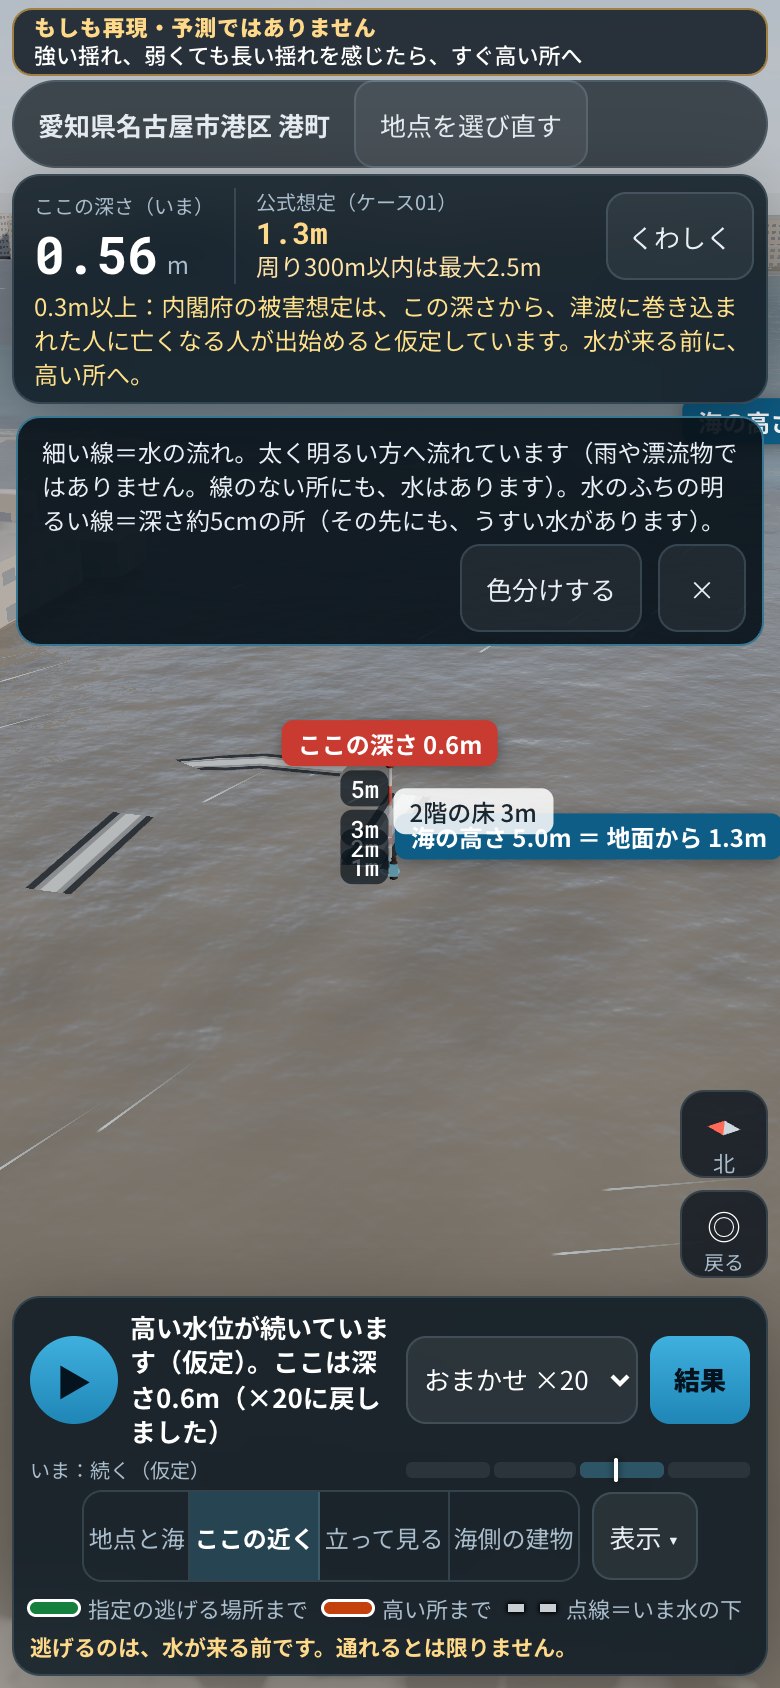 もしも再現・予測ではありません
強い揺れ、弱くても長い揺れを感じたら、すぐ高い所へ
愛知県名古屋市港区 港町
地点を選び直す
ここの深さ（いま）
0.56 m
公式想定（ケース01）
1.3m
周り300m以内は最大2.5m
くわしく
0.3m以上：内閣府の被害想定は、この深さから、津波に巻き込ま
れた人に亡くなる人が出始めると仮定しています。水が来る前に、
高い所へ。
海の高さ
細い線＝水の流れ。太く明るい方へ流れています（雨や漂流物で
はありません。線のない所にも、水はあります）。水のふちの明
るい線＝深さ約5cmの所（その先にも、うすい水があります）。
色分けする
×
ここの深さ 0.6m
5m
2階の床 3m
3m
海の高さ 5.0m ＝ 地面から 1.3m
2m
1m
北
戻る
高い水位が続いていま
す（仮定）。ここは深
さ0.6m（×20に戻し
ました）
おまかせ ×20
結果
いま：続く（仮定）
地点と海
ここの近く
立って見る
海側の建物
表示 ▾
指定の逃げる場所まで
高い所まで
点線＝いま水の下
逃げるのは、水が来る前です。通れるとは限りません。